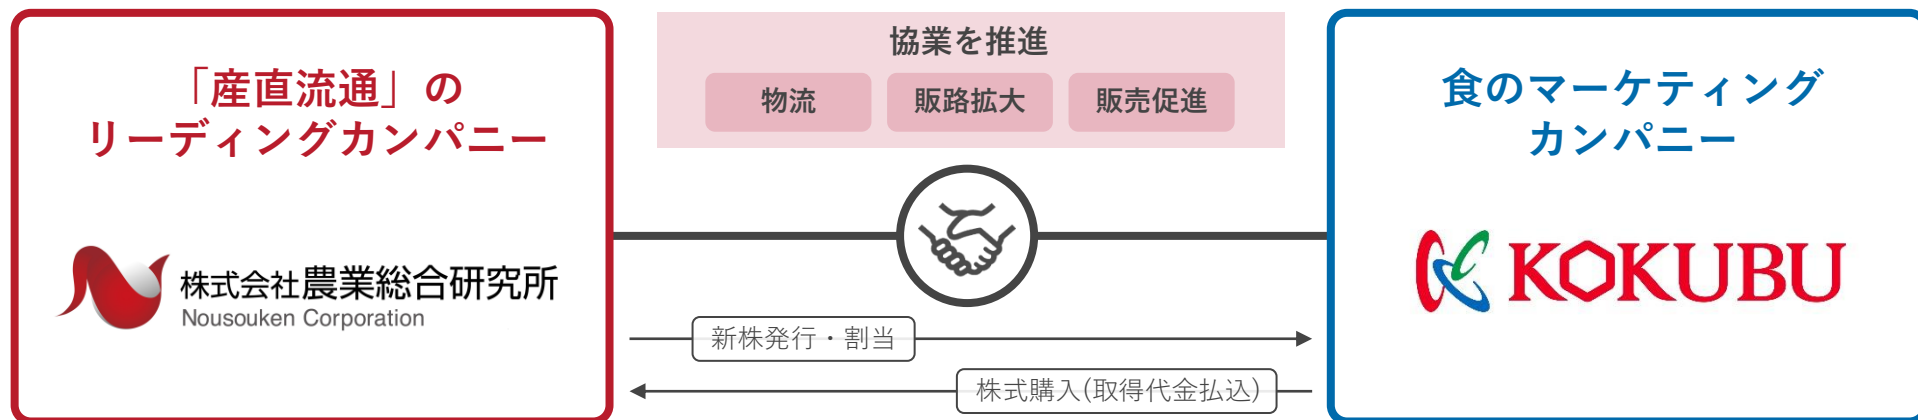 「産直流通」の
リーディングカンパニー
株式会社農業総合研究所
Nousouken Corporation
協業を推進
物流
販路拡大
販売促進
新株発行・割当
株式購入(取得代金払込)
食のマーケティング
カンパニー
KOKUBU